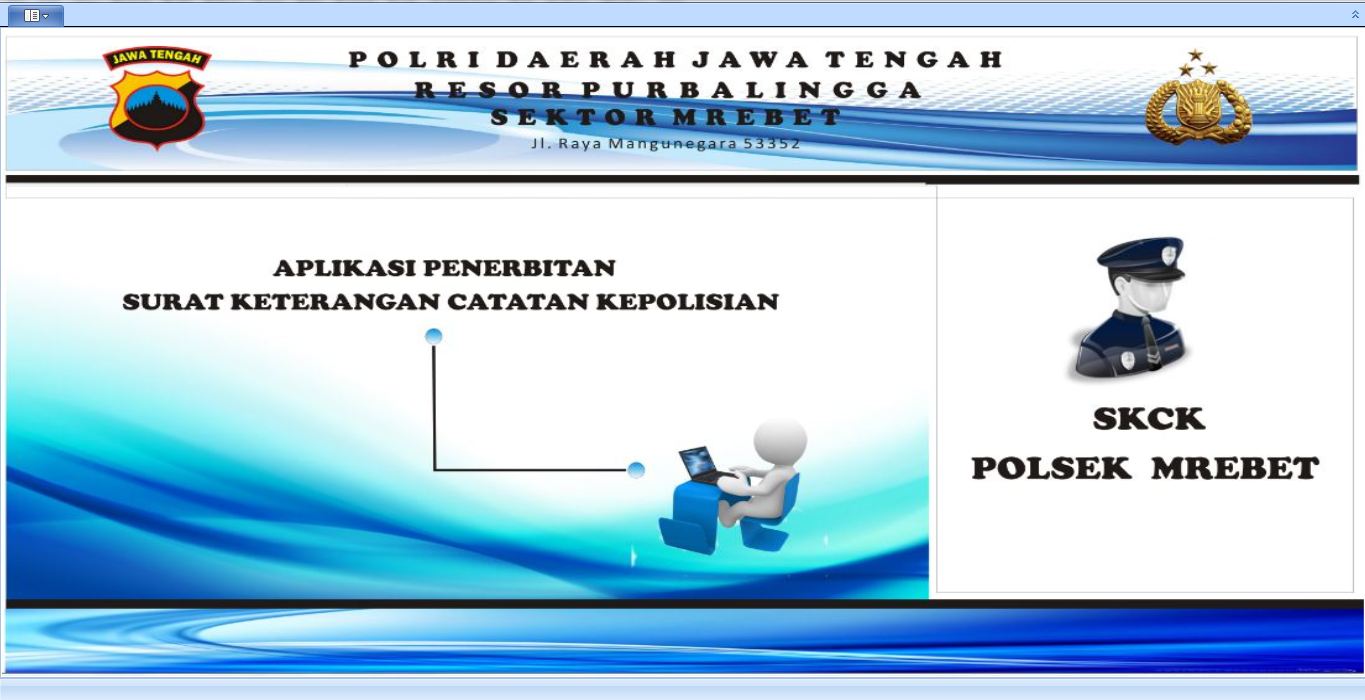 JAWA TENGAH
POLRI DAERAH JAWA TENGAH
RESOR PURBALINGGA
SEKTOR MREBET
Jl. Raya Mangunegara 53352
APLIKASI PENERBITAN
SURAT KETERANGAN CATATAN KEPOLISIAN
SKCK
POLSEK MREBET